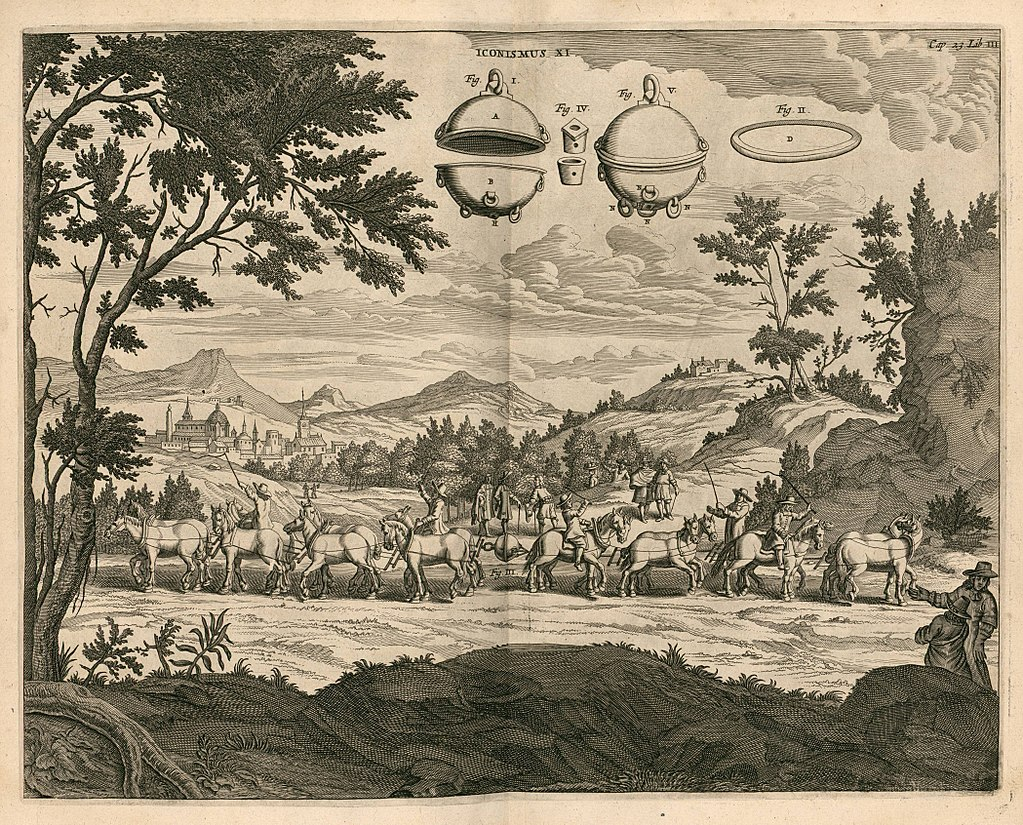 ICONISMUS XI.
Cap 23 Lib III
Fig. I.
A
B
H
Fig. IV.
Fig. V.
N N
N
Fig. II.
D
Fig III